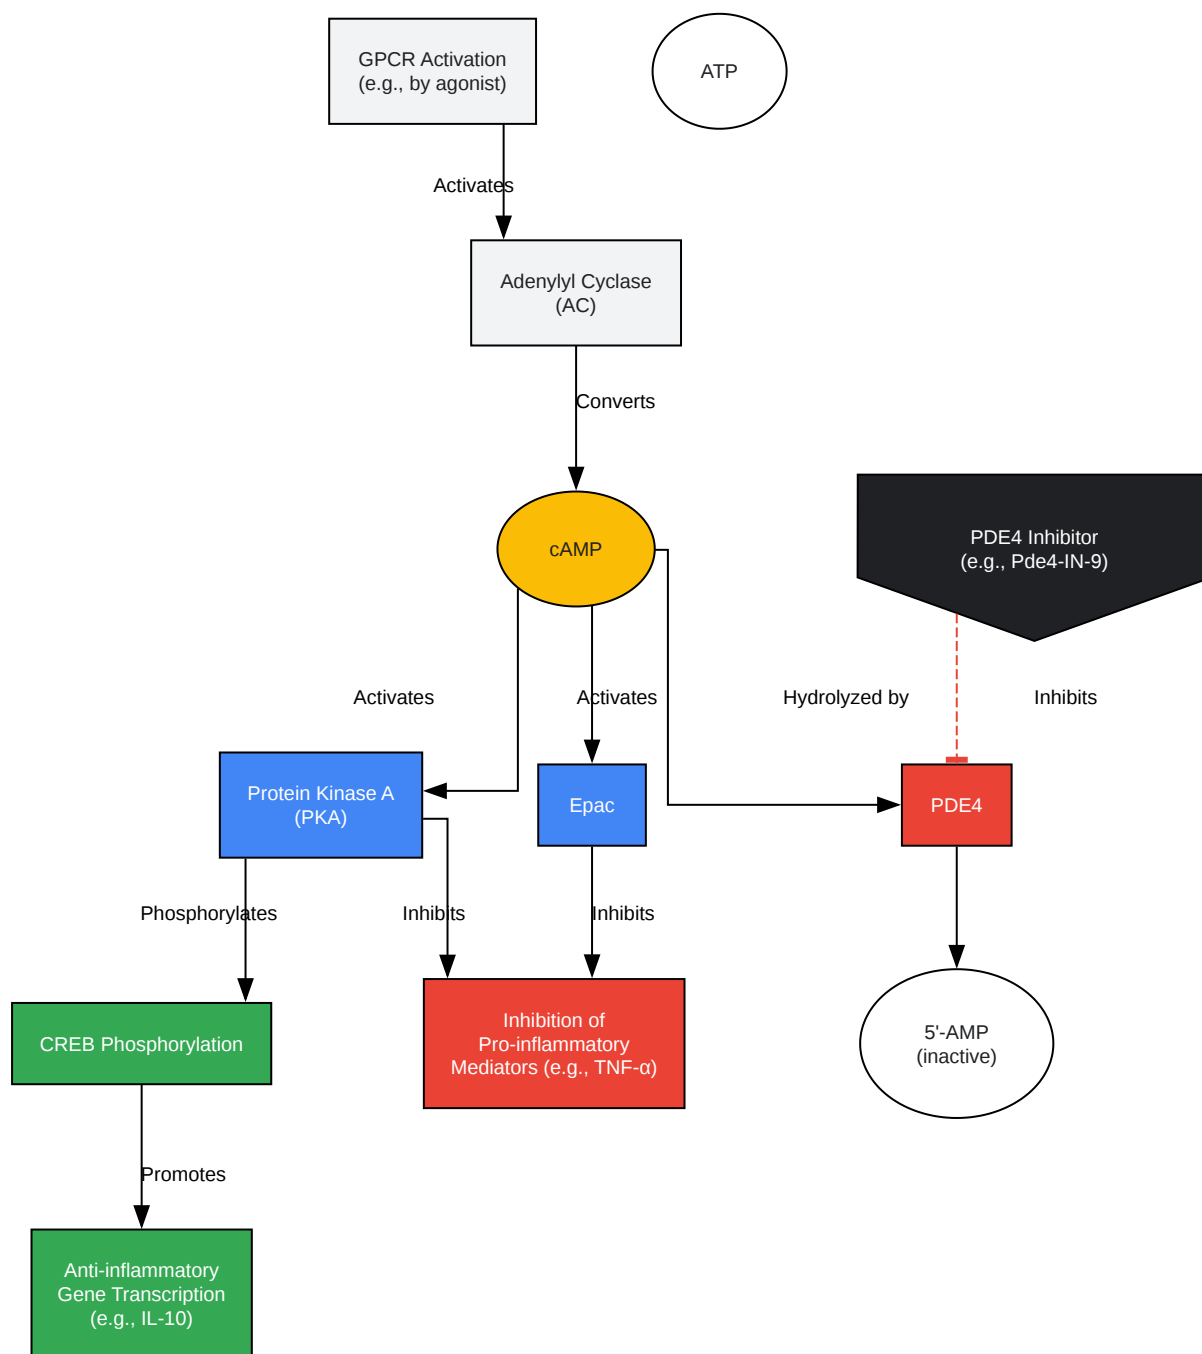 GPCR Activation
(e.g., by agonist)
ATP
Activates
Adenylyl Cyclase
(AC)
Converts
cAMP
PDE4 Inhibitor
(e.g., Pde4-IN-9)
Activates
Activates
Hydrolyzed by
Inhibits
Protein Kinase A
(PKA)
Epac
PDE4
Phosphorylates
Inhibits
Inhibits
CREB Phosphorylation
Inhibition of
Pro-inflammatory
Mediators (e.g., TNF-α)
5'-AMP
(inactive)
Promotes
Anti-inflammatory
Gene Transcription
(e.g., IL-10)